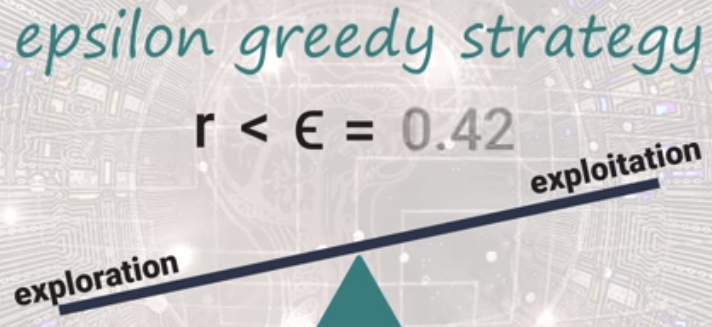 epsilon greedy strategy
r < ϵ = 0.42
exploitation
exploration